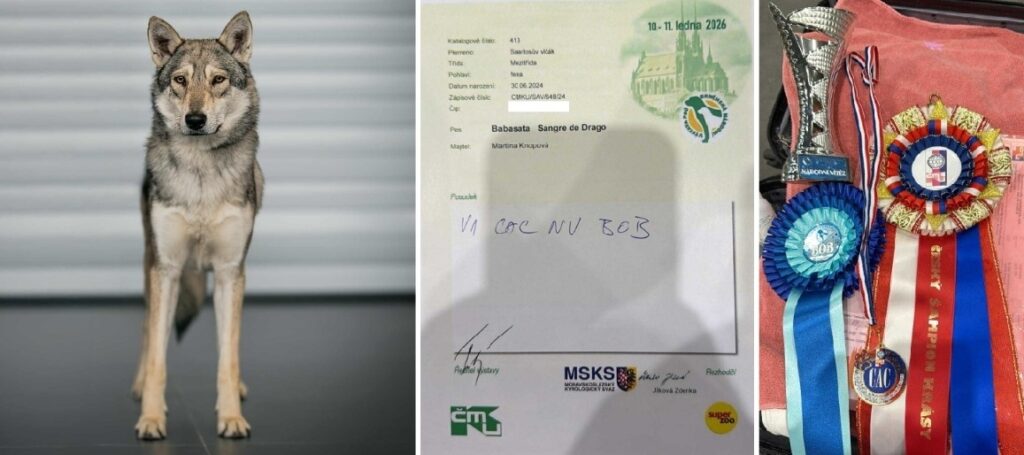 10.- 11. ledna 2026
Katalogové číslo: 413
Plemeno: Saarlosův vlčák
Třída: Mezitřída
Pohlaví: fena
Datum narození: 30.06.2024
Zápisové číslo: CMKU/SAV/648/24
Čip:
Pes Babasata Sangre de Drago
Majitel: Martina Knopová
Posudek
V1 CAC NV BOB
Ředitel výstavy
MSKS
MORAVSKOSLEZSKÝ
KYNOLOGICKÝ SVAZ
Rozhodčí
Jílková Zdenka
čmku
super
zoo
NÁRODNÍ VÍTĚZ
BOB
CAC
ČESKÝ ŠAMPION KRÁSY